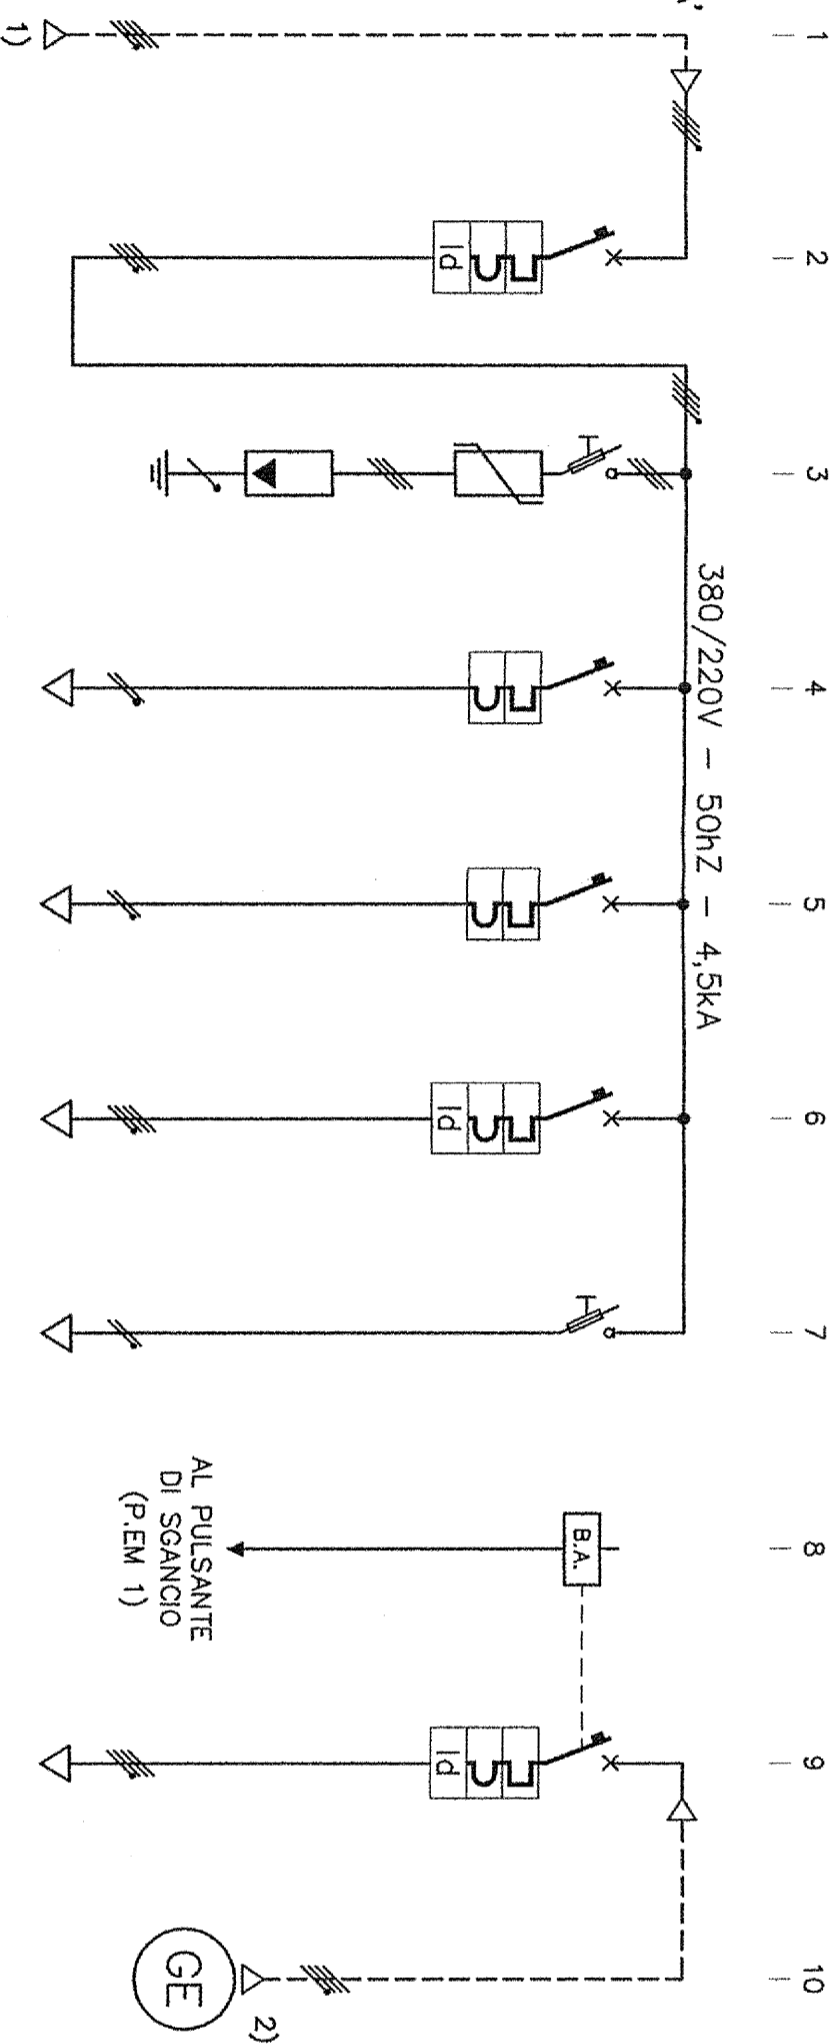 1
2
3
4
5
6
7
8
9
10
380/220V – 50hZ – 4,5kA
B.A.
Id
Id
Id
AL PULSANTE
DI SGANCIO
(P.EM 1)
GE
1)
2)